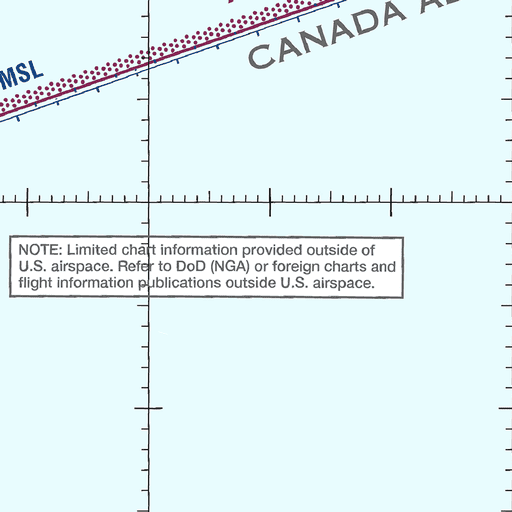 MSL
CANADA
NOTE: Limited chart information provided outside of
U.S. airspace. Refer to DoD (NGA) or foreign charts and
flight information publications outside U.S. airspace.